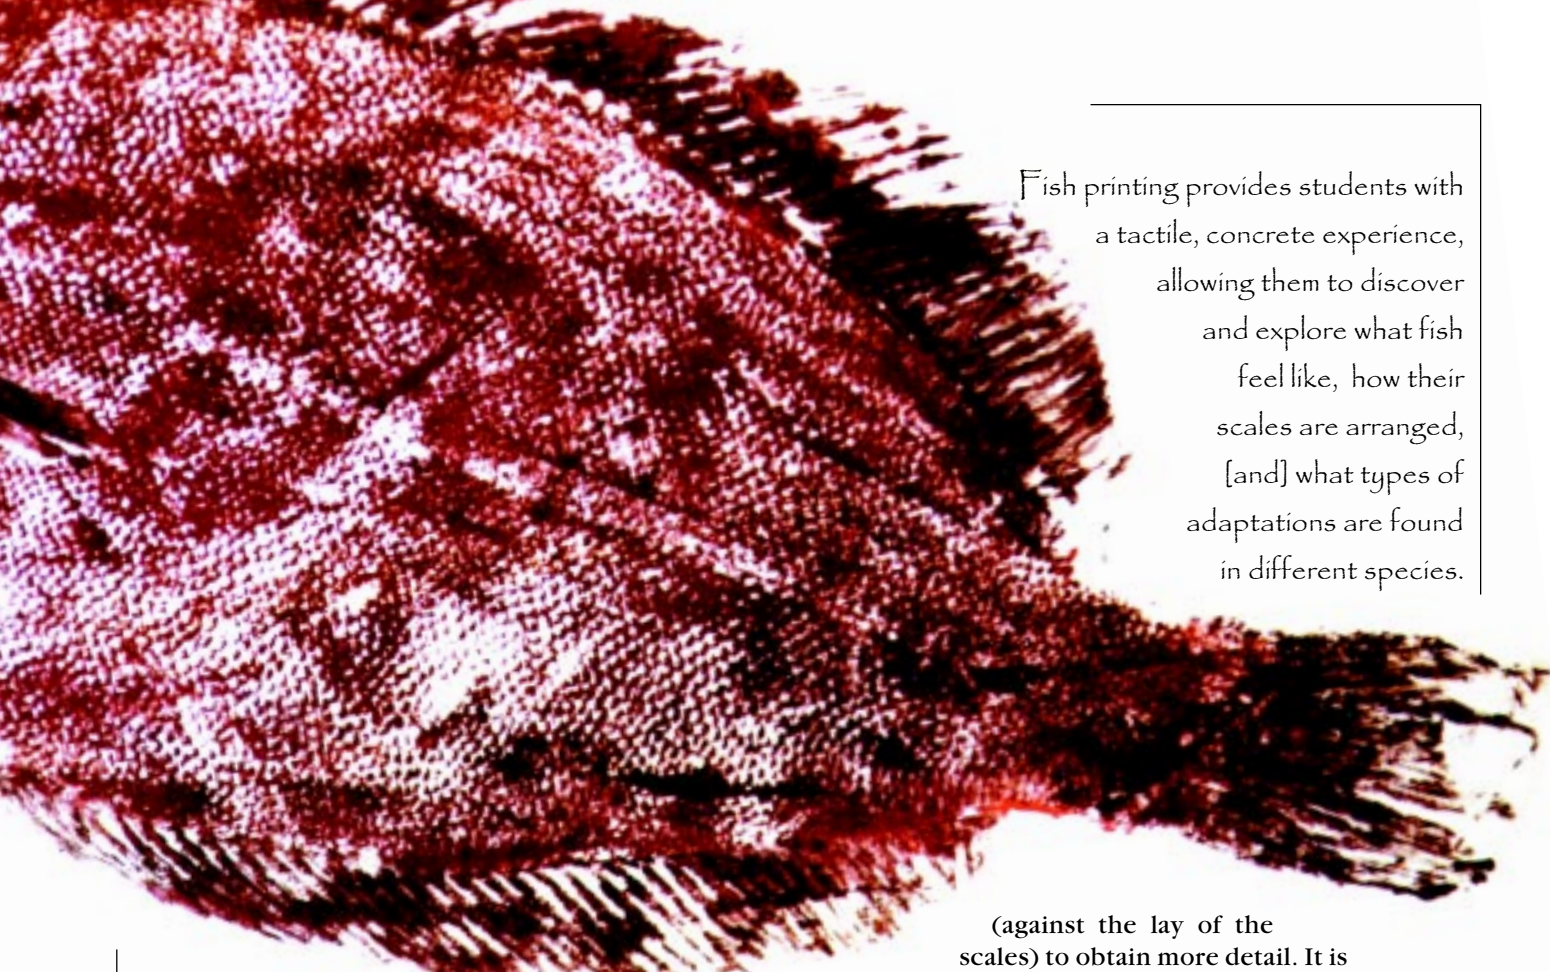 Fish printing provides students with
a tactile, concrete experience,
allowing them to discover
and explore what fish
feel like, how their
scales are arranged,
[and] what types of
adaptations are found
in different species.
(against the lay of the
scales) to obtain more detail. It is